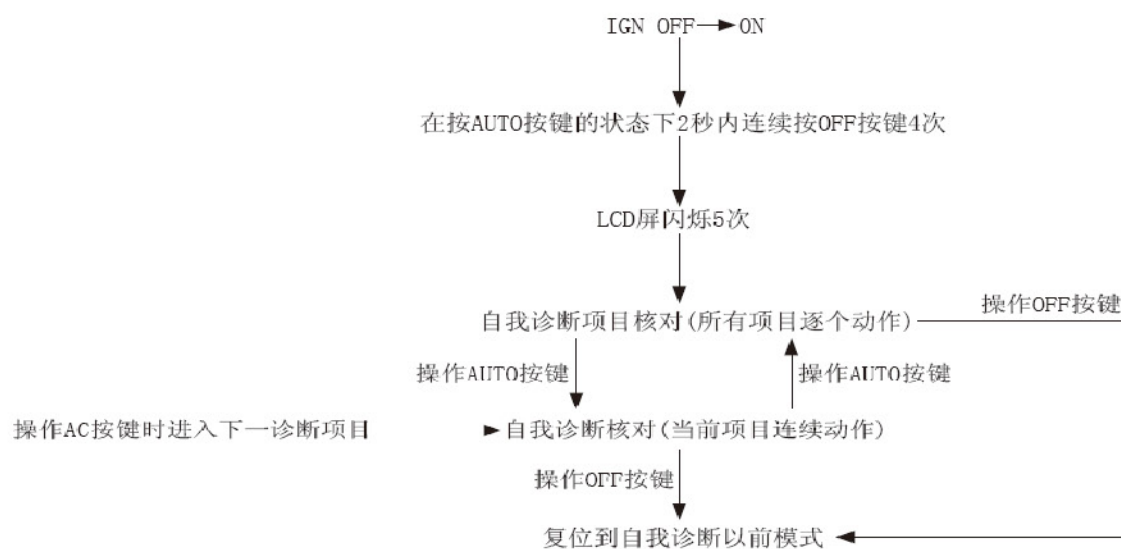 IGN OFF→ON
在按AUTO按键的状态下2秒内连续按OFF按键4次
LCD屏闪烁5次
自我诊断项目核对(所有项目逐个动作)
操作OFF按键
操作AUTO按键
操作AUTO按键
操作AC按键时进入下一诊断项目
自我诊断核对(当前项目连续动作)
操作OFF按键
复位到自我诊断以前模式